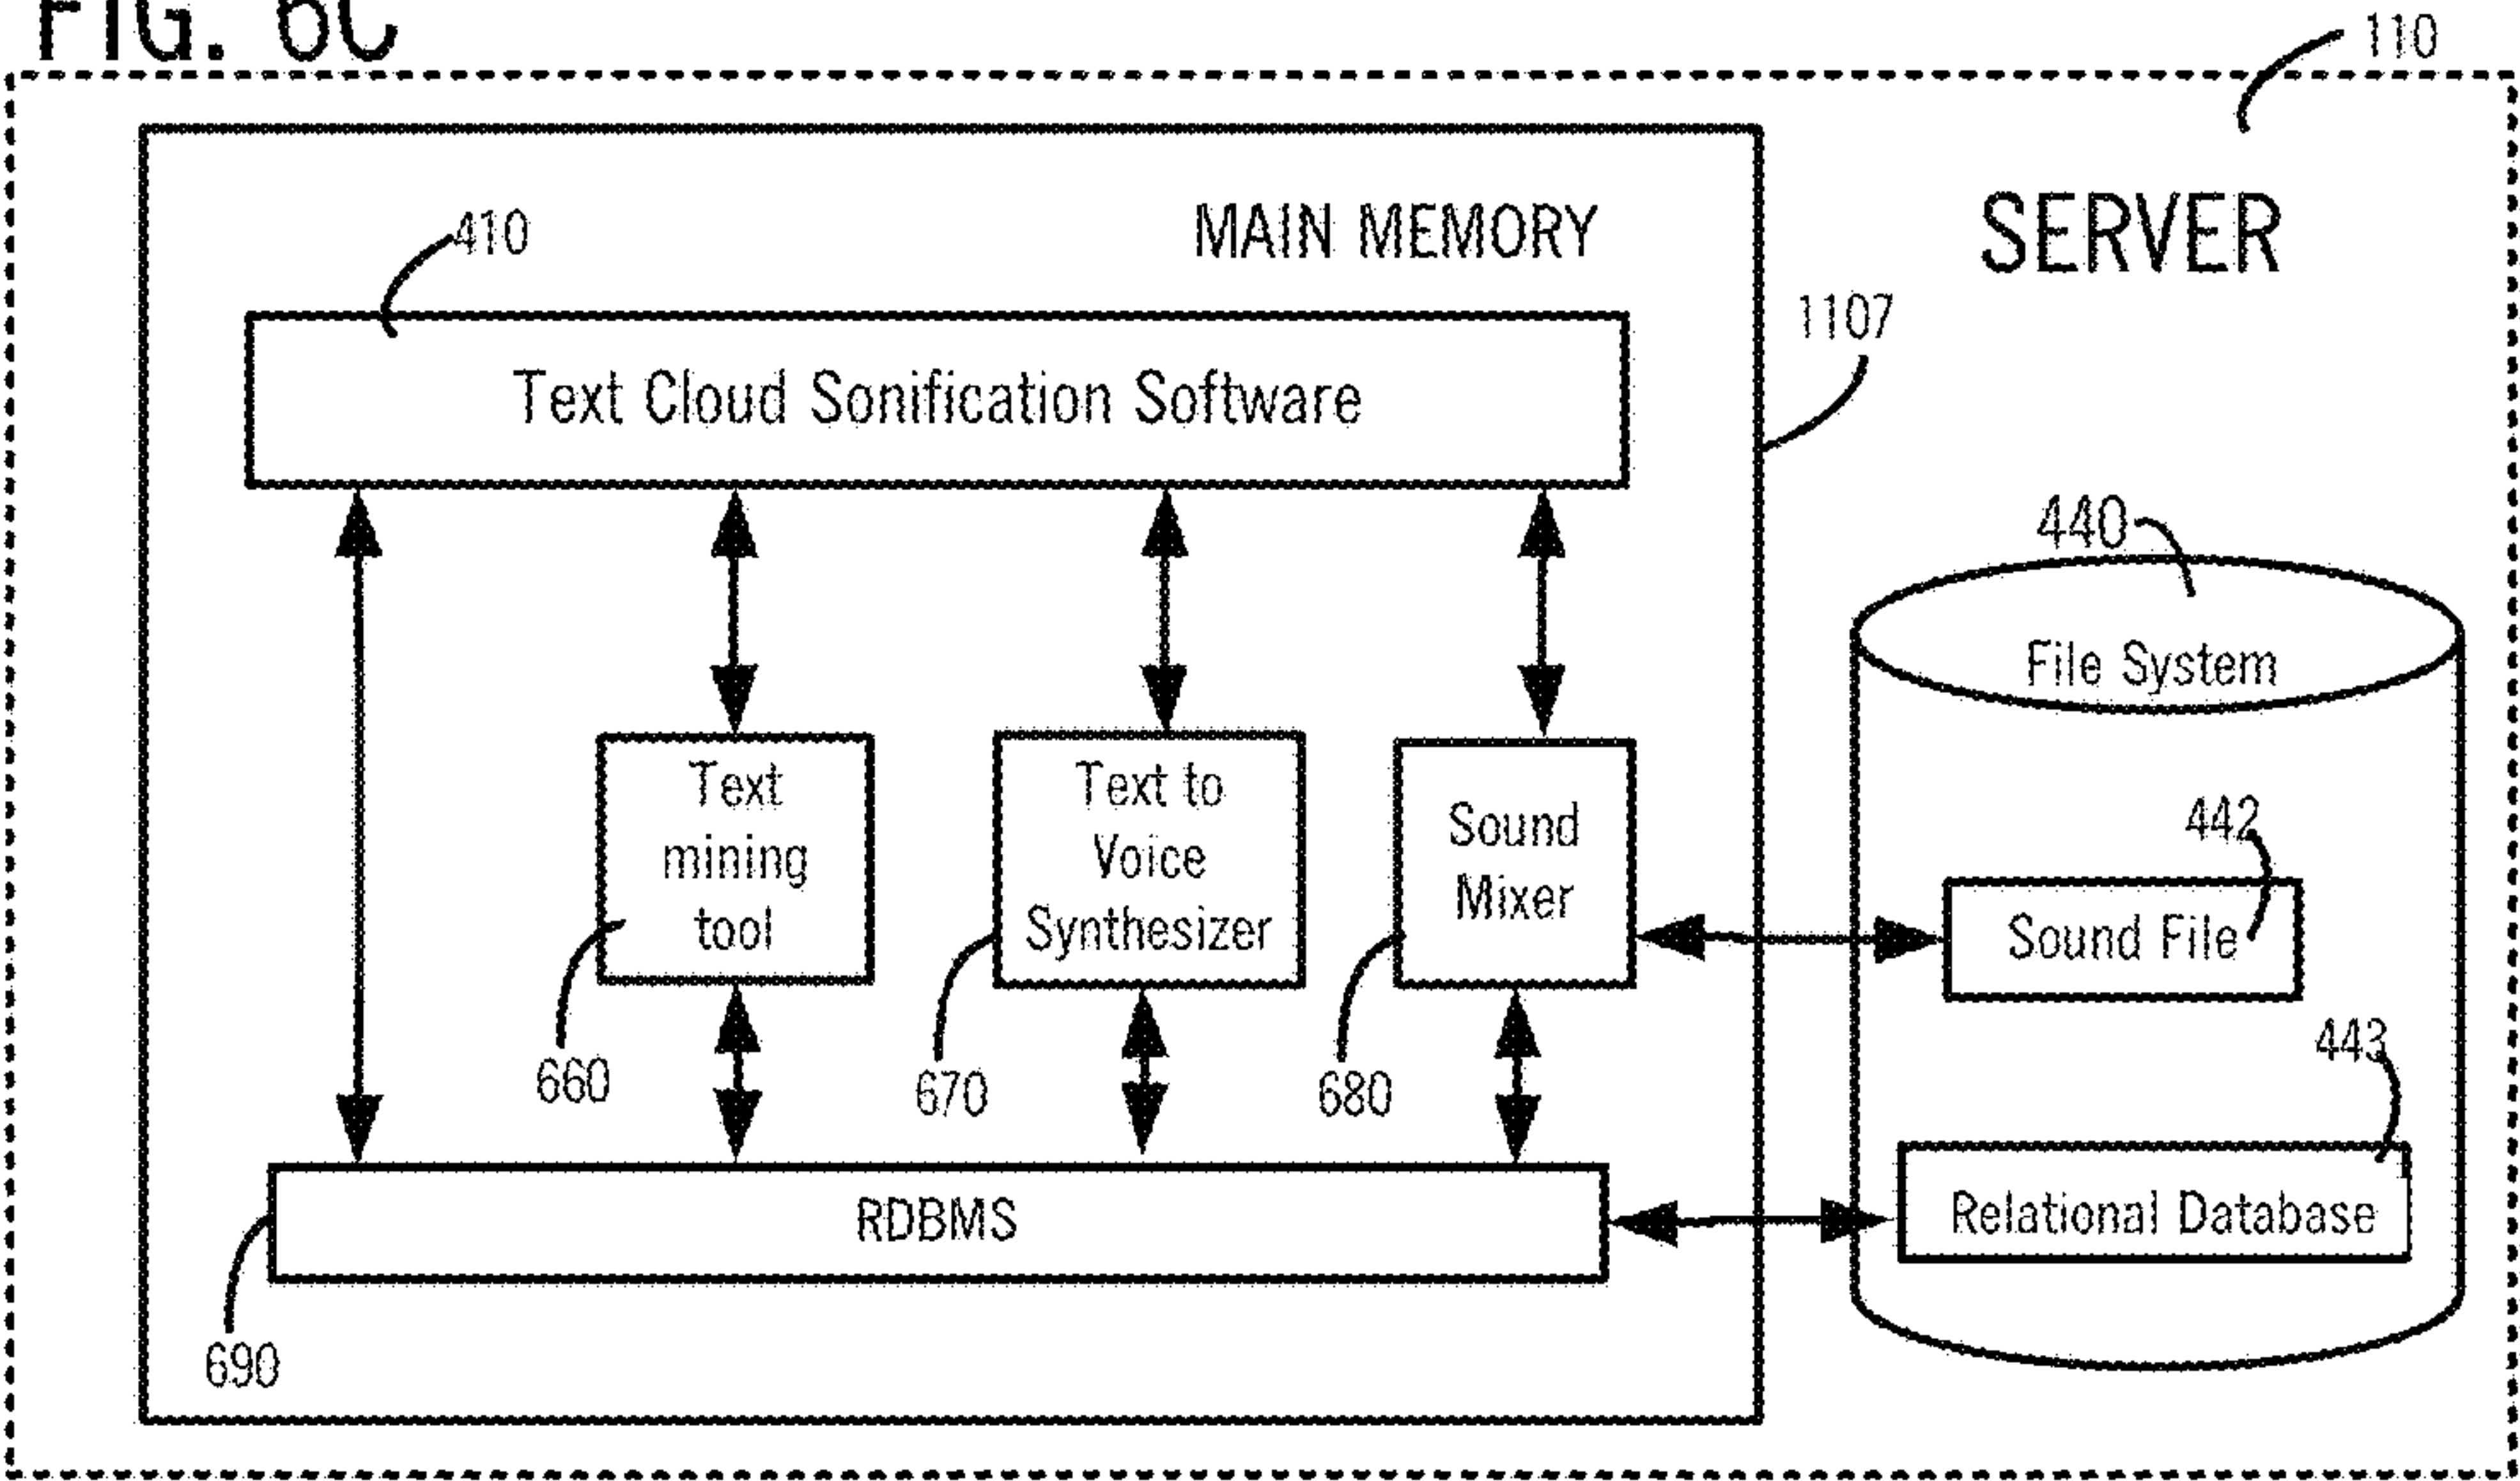 FIG. 6C
110
SERVER
MAIN MEMORY
410
1107
Text Cloud Sonification Software
440
File System
Text
mining
tool
Text to
Voice
Synthesizer
Sound
Mixer
442
Sound File
660
670
680
443
RDBMS
Relational Database
690